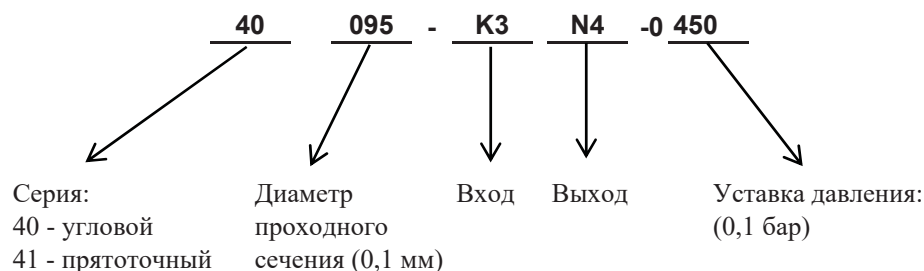 40 095 - K3 N4 -0 450
Серия: Диаметр Вход Выход Уставка давления:
40 - угловой проходного (0,1 бар)
41 - прятоточный сечения (0,1 мм)